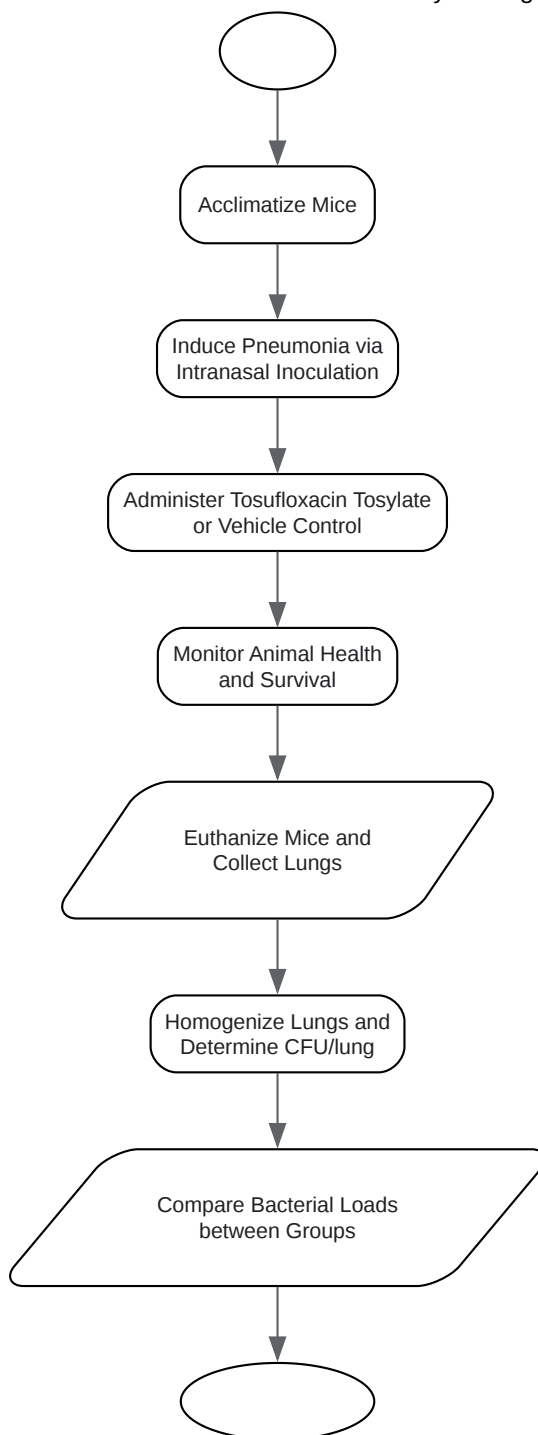 Acclimatize Mice
Induce Pneumonia via
Intranasal Inoculation
Administer Tosufloxacin Tosylate
or Vehicle Control
Monitor Animal Health
and Survival
Euthanize Mice and
Collect Lungs
Homogenize Lungs and
Determine CFU/lung
Compare Bacterial Loads
between Groups